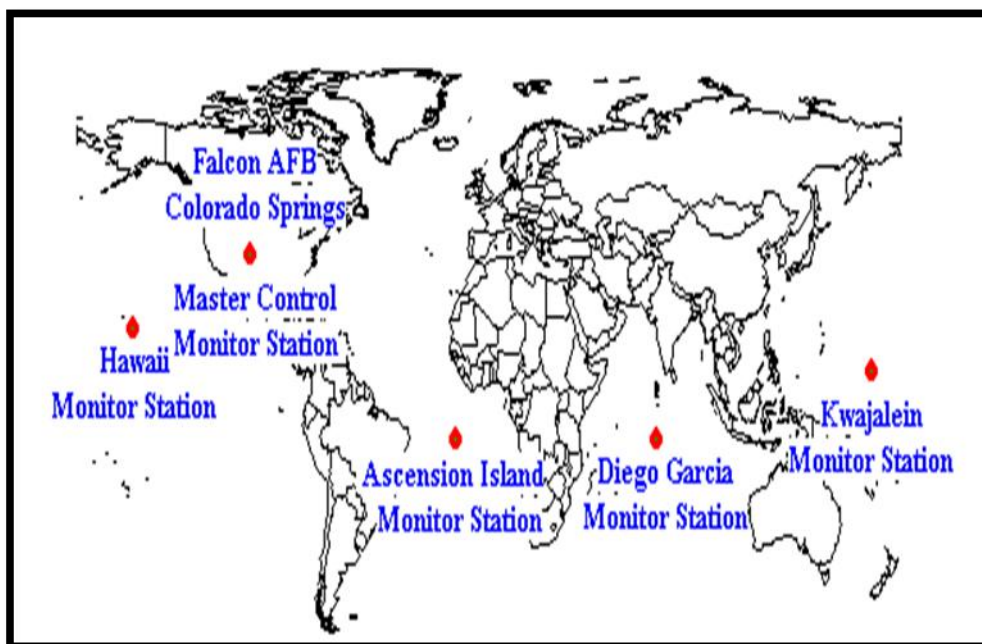 Falcon AFB
Colorado Springs
Master Control
Monitor Station
Hawaii
Monitor Station
Ascension Island
Monitor Station
Diego Garcia
Monitor Station
Kwajalein
Monitor Station